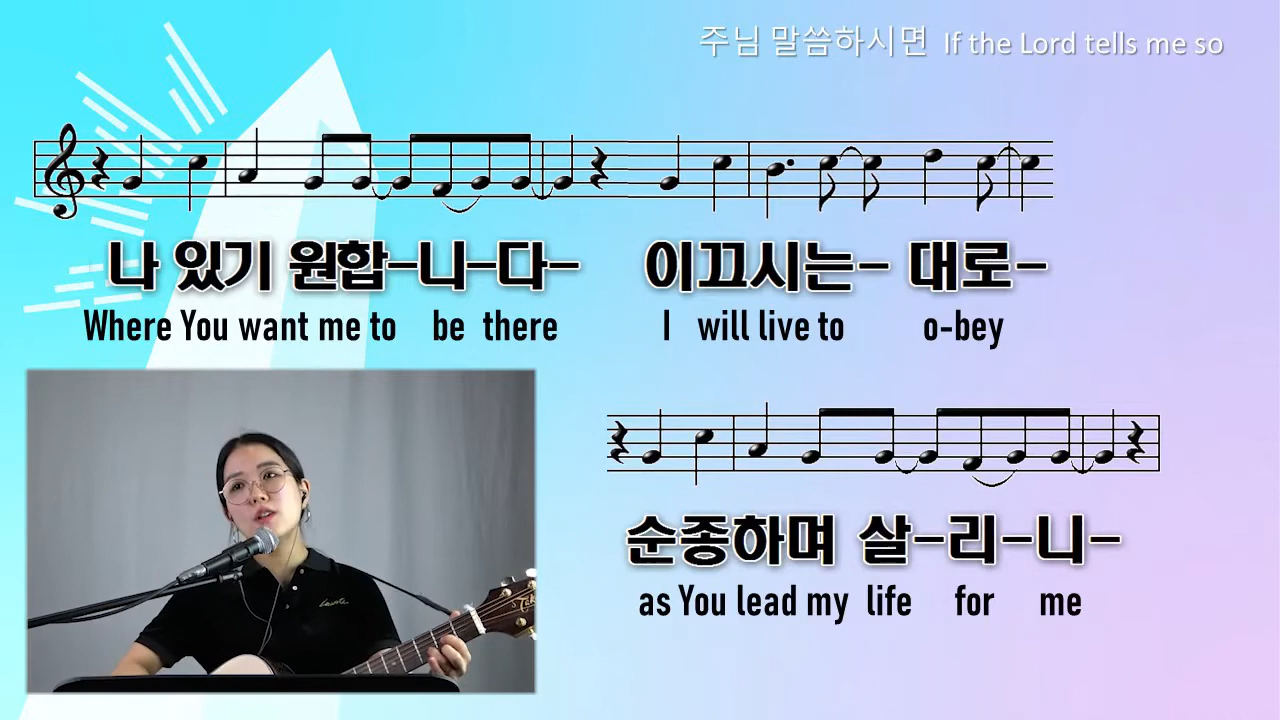 주님 말씀하시면 If the Lord tells me so
나 있기 원합-니-다- 이끄시는- 대로-
Where You want me to be there I will live to o-bey
순종하며 살-리-니-
as You lead my life for me